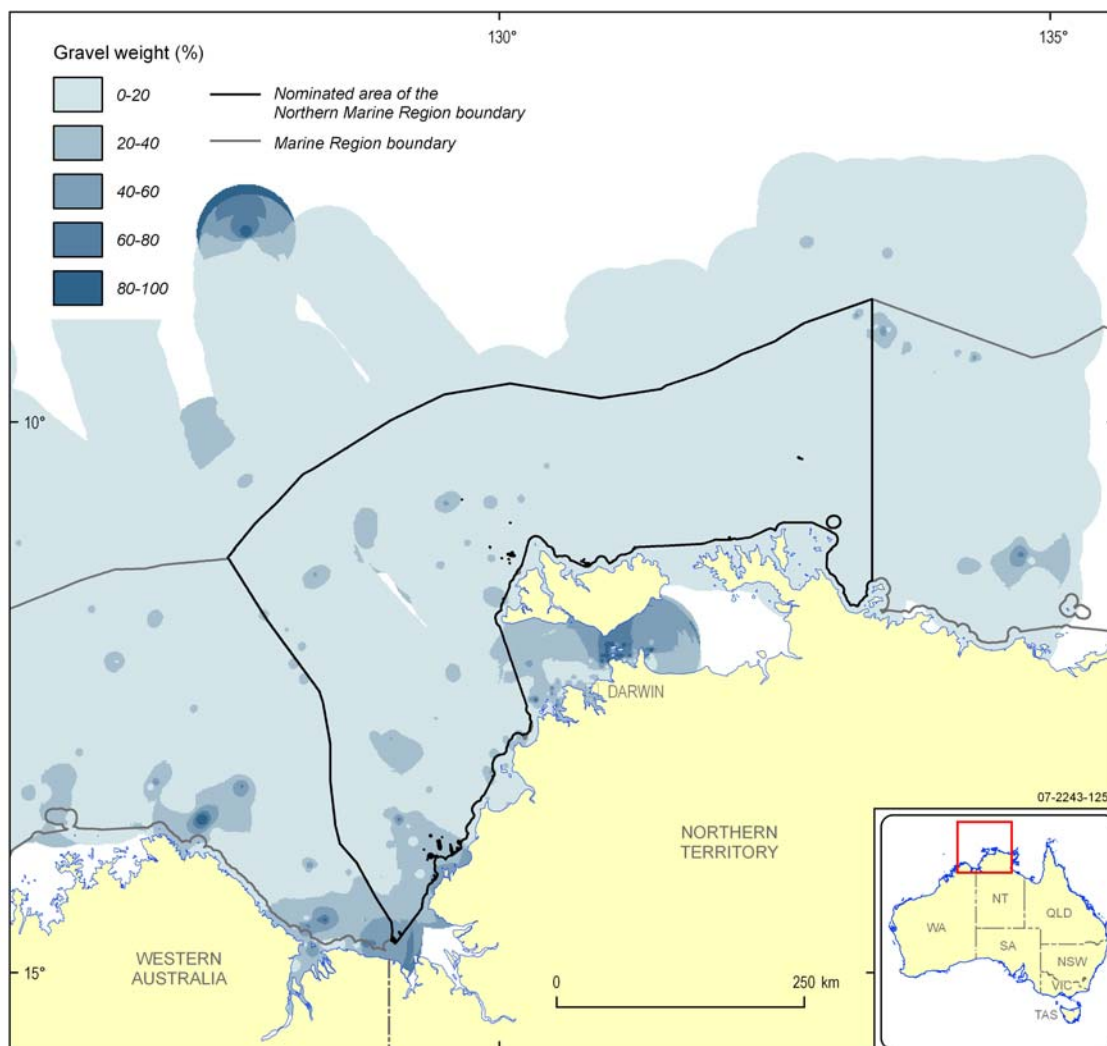 130°
135°
Gravel weight (%)
0-20
20-40
40-60
60-80
80-100
Nominated area of the
Northern Marine Region boundary
Marine Region boundary
10°
DARWIN
07-2243-125
NORTHERN
TERRITORY
WESTERN
AUSTRALIA
15°
0
250 km
WA
NT
QLD
SA
NSW
VIC
TAS